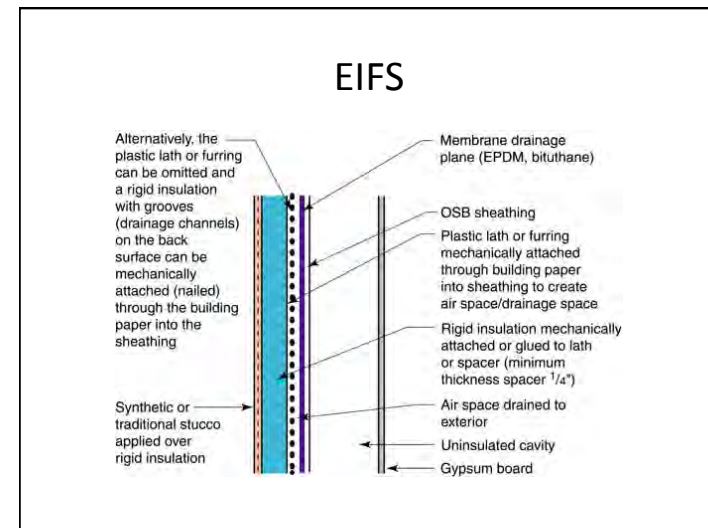 EIFS
Alternatively, the
plastic lath or furring
can be omitted and
a rigid insulation
with grooves
(drainage channels)
on the back
surface can be
mechanically
attached (nailed)
through the building
paper into the
sheathing
Synthetic or
traditional stucco
applied over
rigid insulation
Membrane drainage
plane (EPDM, bituthane)
OSB sheathing
Plastic lath or furring
mechanically attached
through building paper
into sheathing to create
air space/drainage space
Rigid insulation mechanically
attached or glued to lath
or spacer (minimum
thickness spacer 1/4")
Air space drained to
exterior
Uninsulated cavity
Gypsum board